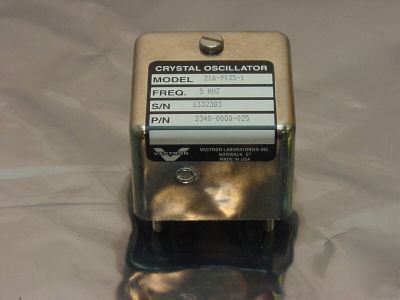 CRYSTAL OSCILLATOR
MODEL 216-9135-1
FREQ. 5 MHZ
S/N 1332383
P/N 2340-0000-025
VECTRON
VECTRON LABORATORIES, INC.
NORWALK, CT
MADE IN USA